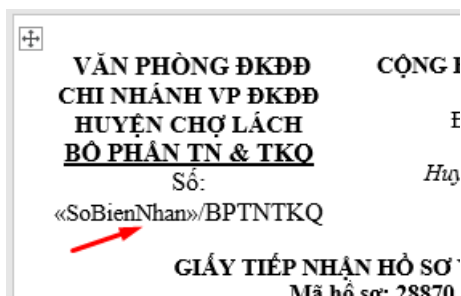 VĂN PHÒNG ĐKĐĐ
CHI NHÁNH VP ĐKĐĐ
HUYỆN CHỢ LÁCH
BỘ PHẬN TN & TKQ
Số:
«SoBienNhan»/BPTNTKQ
CỘNG
Huy
GIẤY TIẾP NHẬN HỒ SƠ
Mã hồ sơ: 28870